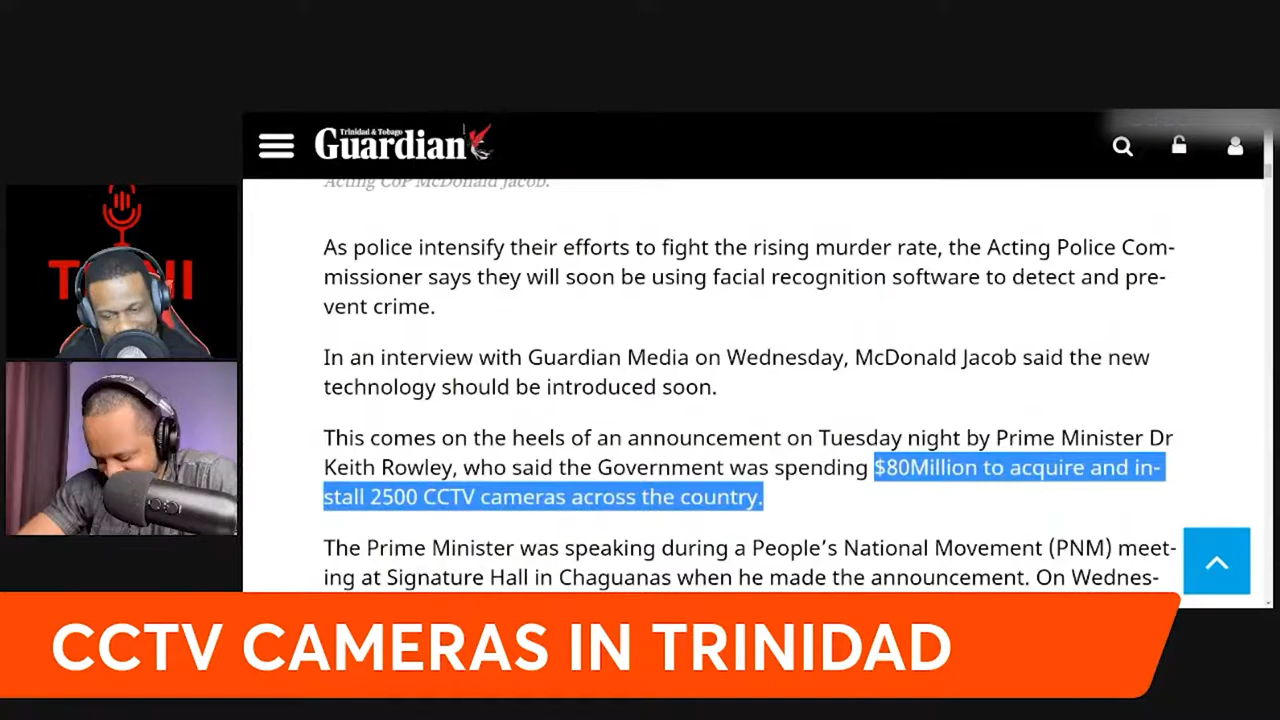 Trinidad & Tobago
Guardian
Acting CoP McDonald Jacob.
As police intensify their efforts to fight the rising murder rate, the Acting Police Com-
missioner says they will soon be using facial recognition software to detect and pre-
vent crime.
In an interview with Guardian Media on Wednesday, McDonald Jacob said the new
technology should be introduced soon.
This comes on the heels of an announcement on Tuesday night by Prime Minister Dr
Keith Rowley, who said the Government was spending $80Million to acquire and in-
stall 2500 CCTV cameras across the country.
The Prime Minister was speaking during a People’s National Movement (PNM) meet-
ing at Signature Hall in Chaguanas when he made the announcement. On Wednes-
CCTV CAMERAS IN TRINIDAD